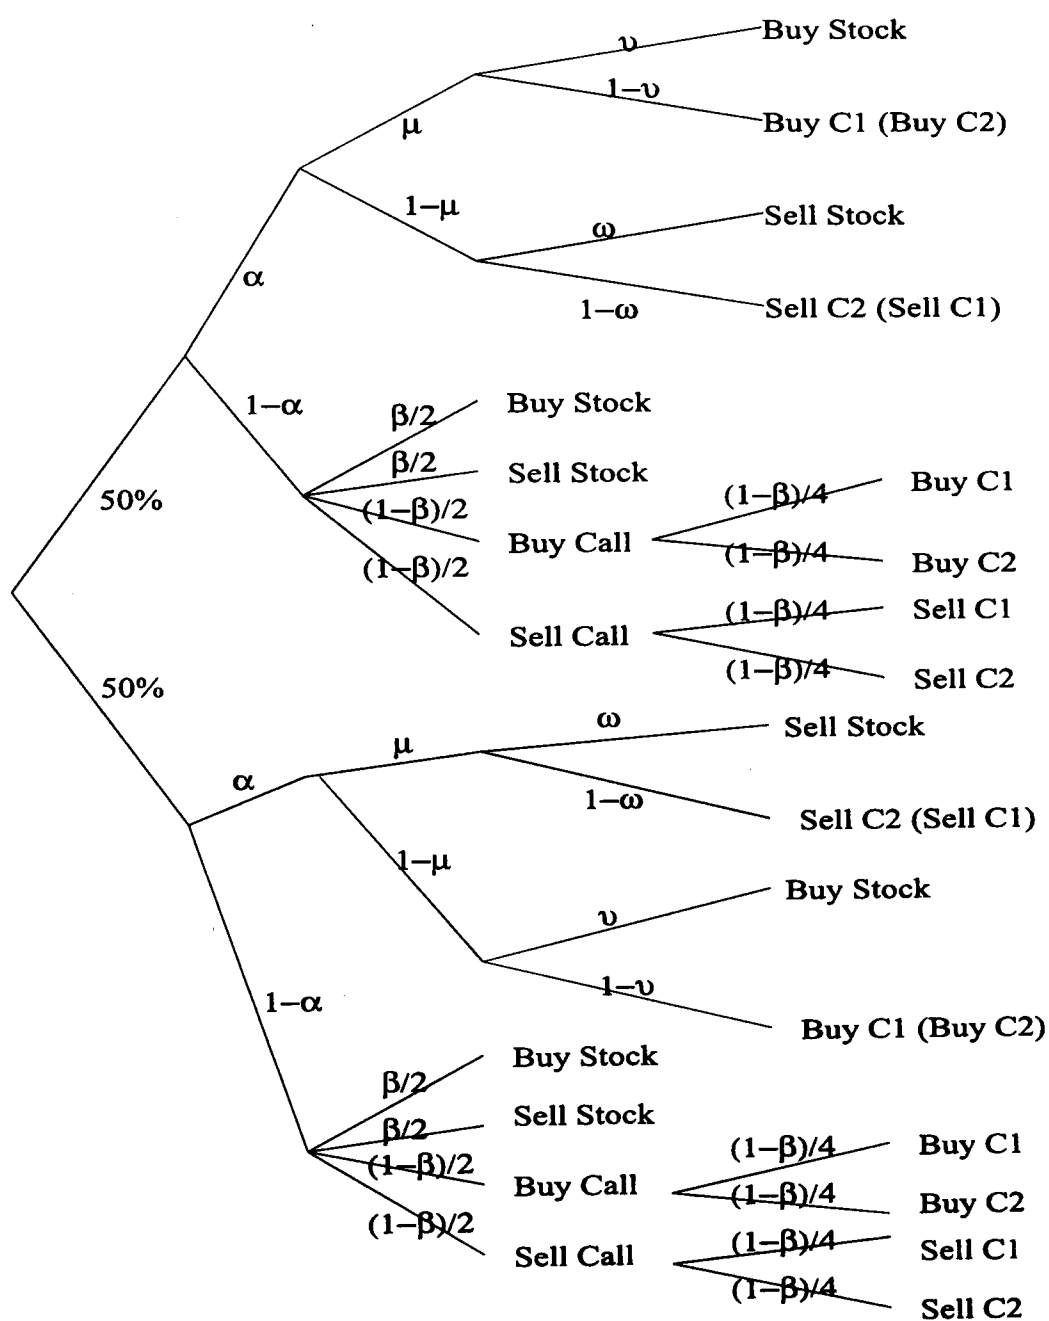 υ
Buy Stock
1−υ
Buy C1 (Buy C2)
μ
1−μ
ω
Sell Stock
1−ω
Sell C2 (Sell C1)
α
1−α
β/2
Buy Stock
β/2
Sell Stock
(1−β)/2
Buy Call
(1−β)/4
Buy C1
(1−β)/4
Buy C2
(1−β)/2
Sell Call
(1−β)/4
Sell C1
(1−β)/4
Sell C2
50%
50%
α
μ
ω
Sell Stock
1−ω
Sell C2 (Sell C1)
1−μ
υ
Buy Stock
1−υ
Buy C1 (Buy C2)
1−α
β/2
Buy Stock
β/2
Sell Stock
(1−β)/2
Buy Call
(1−β)/4
Buy C1
(1−β)/4
Buy C2
(1−β)/2
Sell Call
(1−β)/4
Sell C1
(1−β)/4
Sell C2